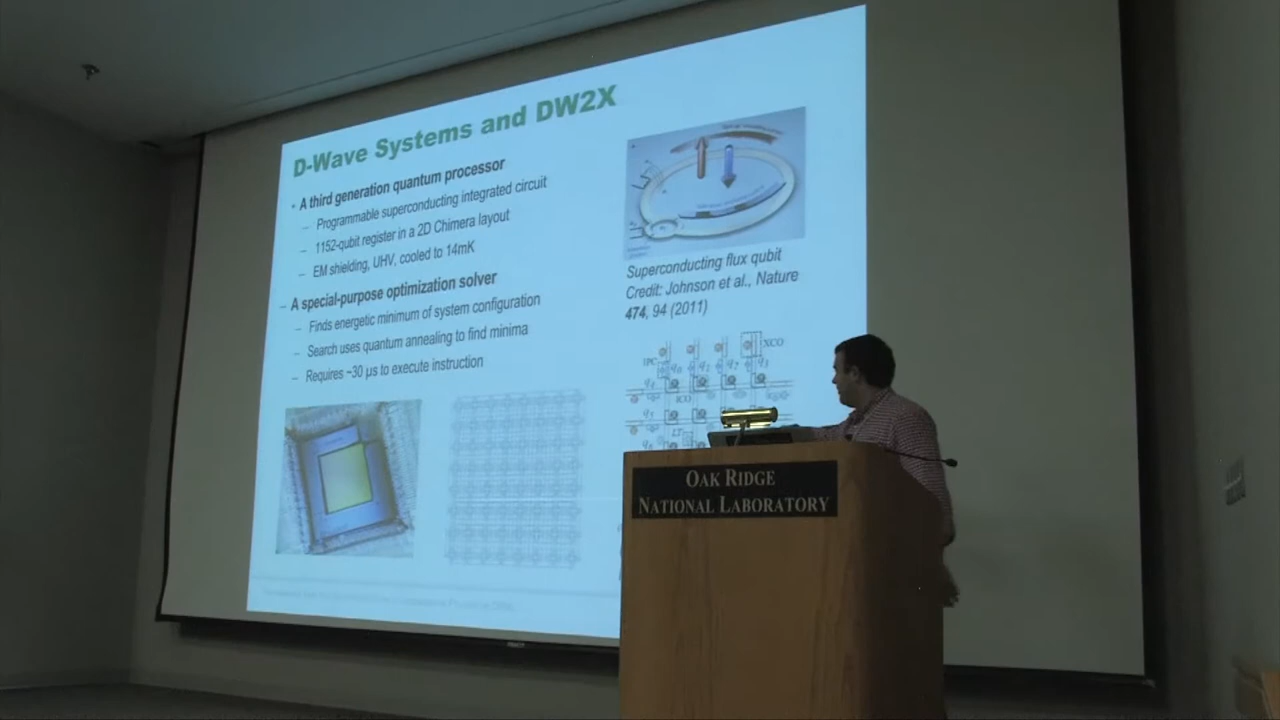 D-Wave Systems and DW2X
• A third generation quantum processor
– Programmable superconducting integrated circuit
– 1152-qubit register in a 2D Chimera layout
– EM shielding, UHV, cooled to 14mK
– A special-purpose optimization solver
– Finds energetic minimum of system configuration
– Search uses quantum annealing to find minima
– Requires ~30 µs to execute instruction
Superconducting flux qubit
Credit: Johnson et al., Nature
474, 94 (2011)
XCO
IPC
ICO
OAK RIDGE
NATIONAL LABORATORY